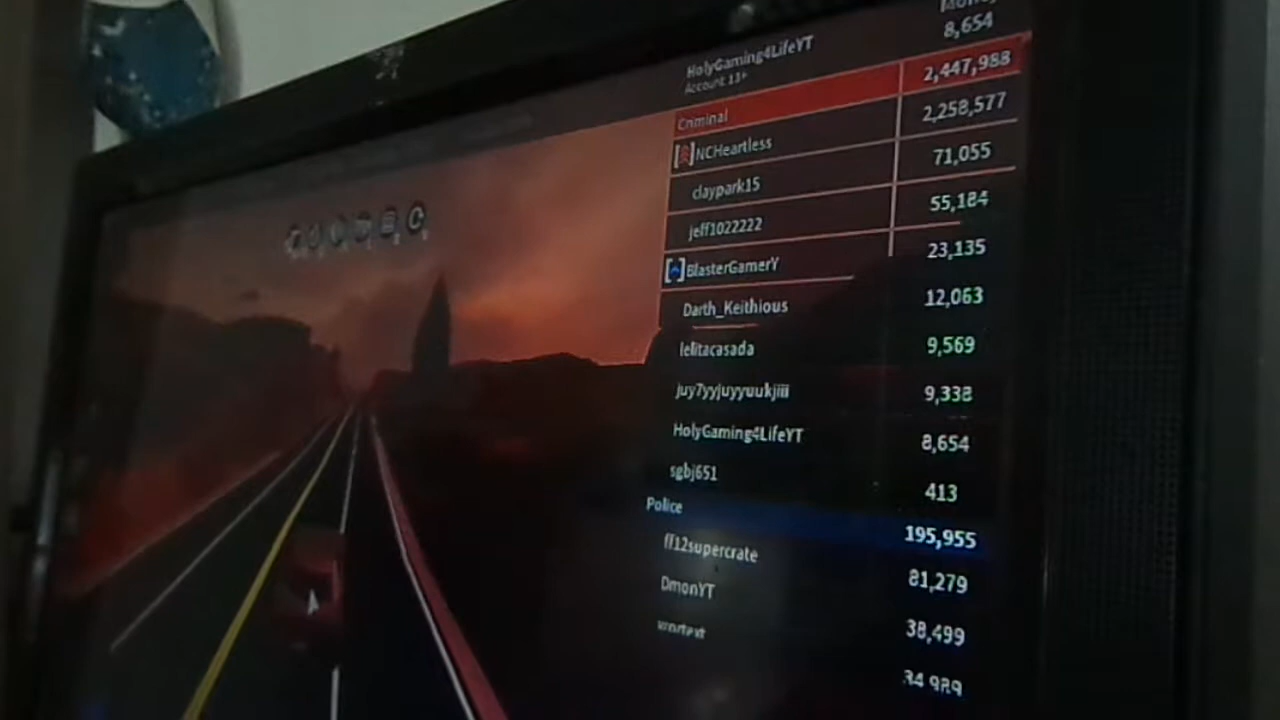 Money
HolyGaming4LifeYT 8,654
Account: 13+
Criminal 2,447,988
NCHeartless 2,258,577
claypark15 71,055
jeff1022222 55,184
BlasterGamerY 23,135
Darth_Keithious 12,063
lelitacasada 9,569
juy7yyjuyyuukjiii 9,338
HolyGaming4LifeYT 8,654
sgbj651 413
Police 195,955
ff12supercrate 81,279
DmonYT 38,499
34,989